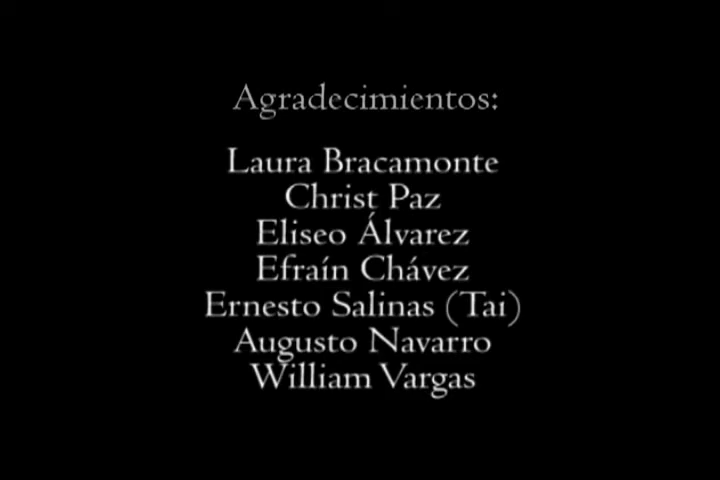 Agradecimientos:
Laura Bracamonte
Christ Paz
Eliseo Álvarez
Efraín Chávez
Ernesto Salinas (Tai)
Augusto Navarro
William Vargas